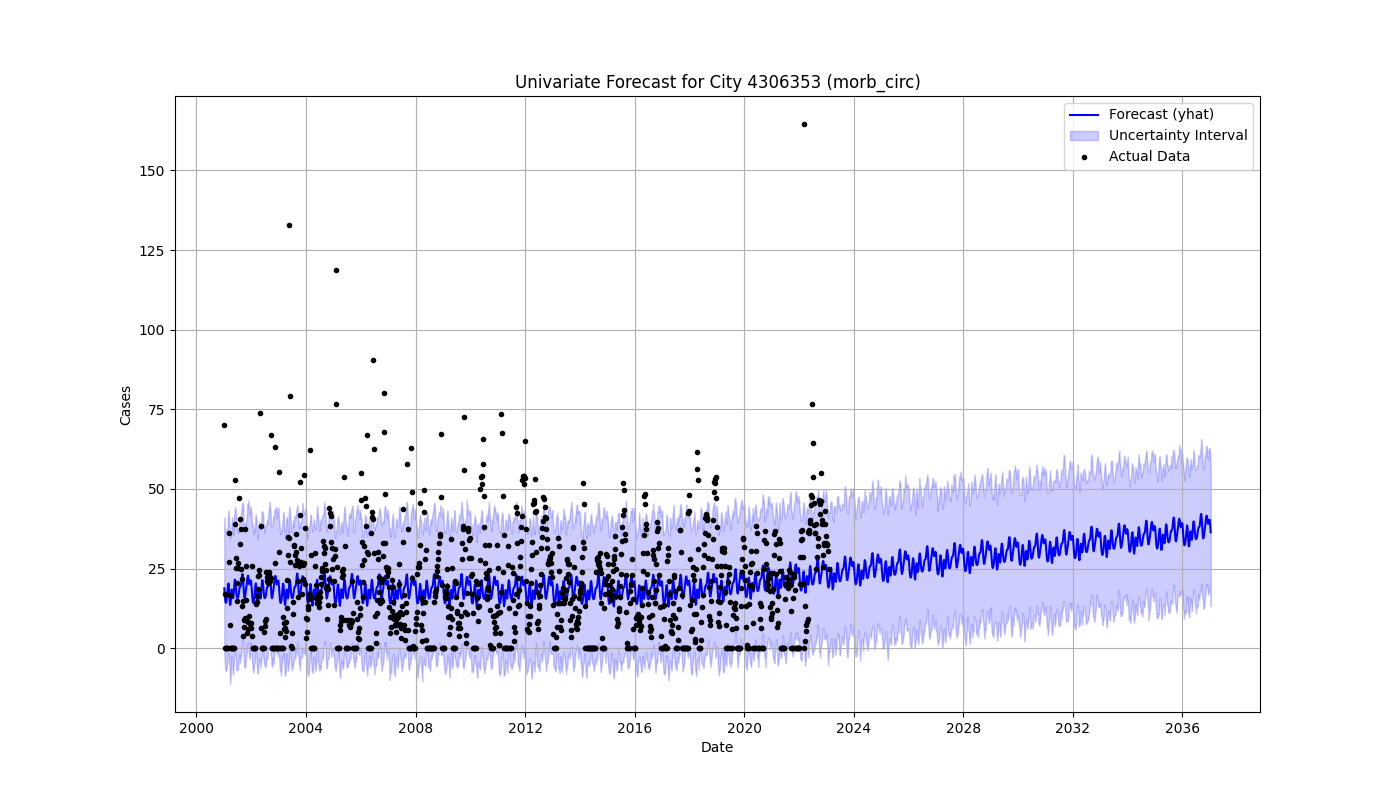 Univariate Forecast for City 4306353 (morb_circ)
Forecast (yhat)
Uncertainty Interval
Actual Data
150
125
100
75
50
25
0
Cases
2000 2004 2008 2012 2016 2020 2024 2028 2032 2036
Date